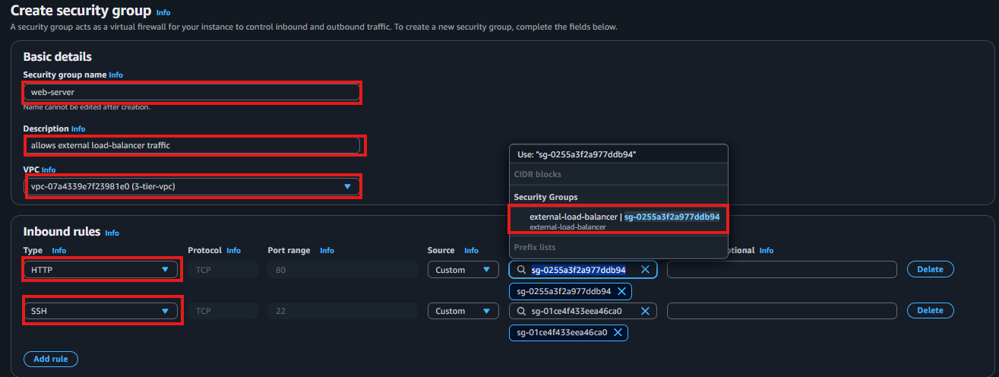 Create security group Info
A security group acts as a virtual firewall for your instance to control inbound and outbound traffic. To create a new security group, complete the fields below.
Basic details
Security group name Info
web-server
Name cannot be edited after creation.
Description Info
allows external load-balancer traffic
VPC Info
vpc-07a4339e7f23981e0 (3-tier-vpc)
Use: "sg-0255a3f2a977ddb94"
CIDR blocks
Security Groups
external-load-balancer | sg-0255a3f2a977ddb94
external-load-balancer
Prefix lists
Inbound rules Info
Type Info Protocol Info Port range Info Source Info tional Info
HTTP TCP 80 Custom sg-0255a3f2a977ddb94 Delete
sg-0255a3f2a977ddb94
SSH TCP 22 Custom sg-01ce4f433eea46ca0 Delete
sg-01ce4f433eea46ca0
Add rule